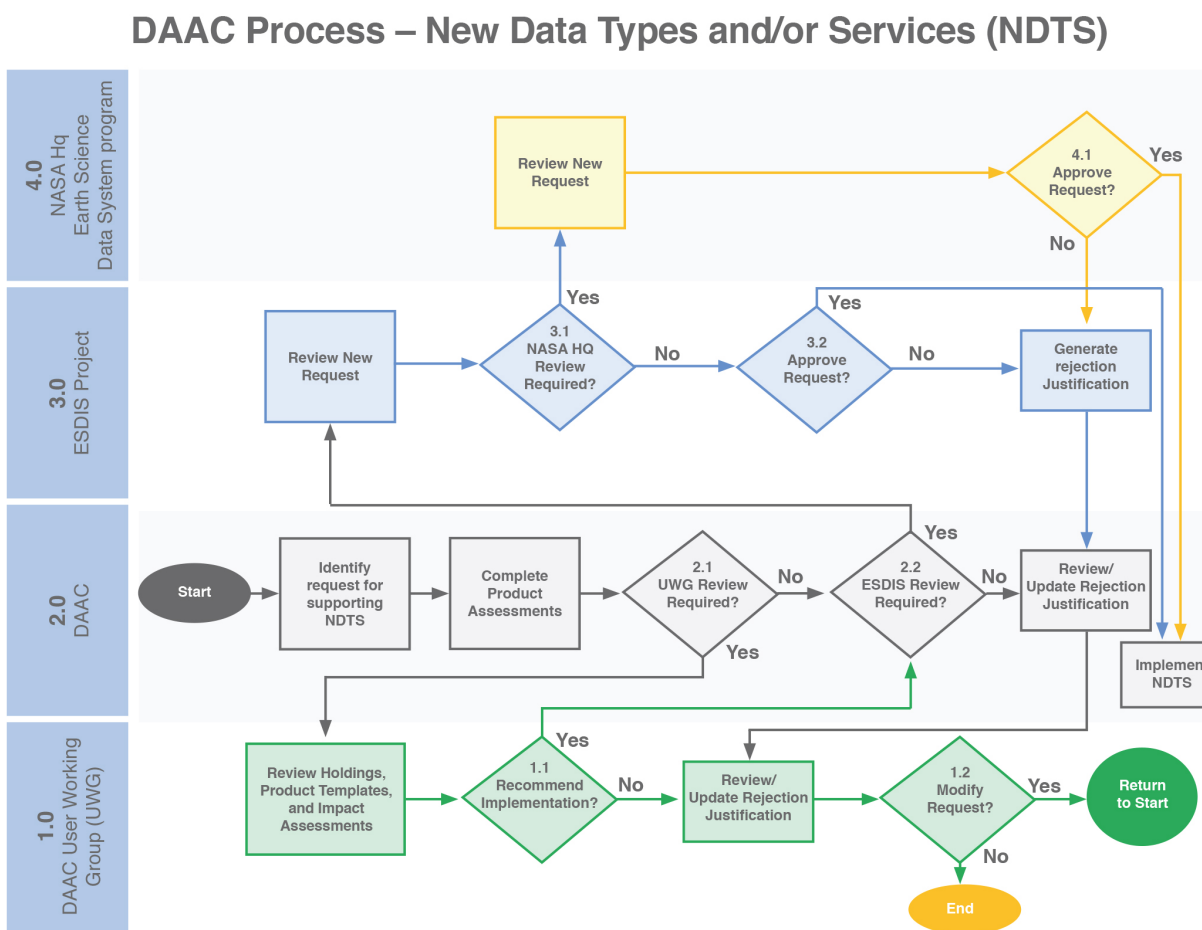 DAAC Process – New Data Types and/or Services (NDTS)
4.0
NASA Hq
Earth Science
Data System program
Review New
Request
4.1
Approve
Request?
Yes
No
3.0
ESDIS Project
Review New
Request
Yes
3.1
NASA HQ
Review
Required?
No
Yes
3.2
Approve
Request?
No
Generate
rejection
Justification
2.0
DAAC
Start
Identify
request for
supporting
NDTS
Complete
Product
Assessments
2.1
UWG Review
Required?
No
Yes
Yes
2.2
ESDIS Review
Required?
No
Review/
Update Rejection
Justification
Implemen
NDTS
1.0
DAAC User Working
Group (UWG)
Review Holdings,
Product Templates,
and Impact
Assessments
Yes
1.1
Recommend
Implementation?
No
Review/
Update Rejection
Justification
1.2
Modify
Request?
Yes
No
Return
to Start
End